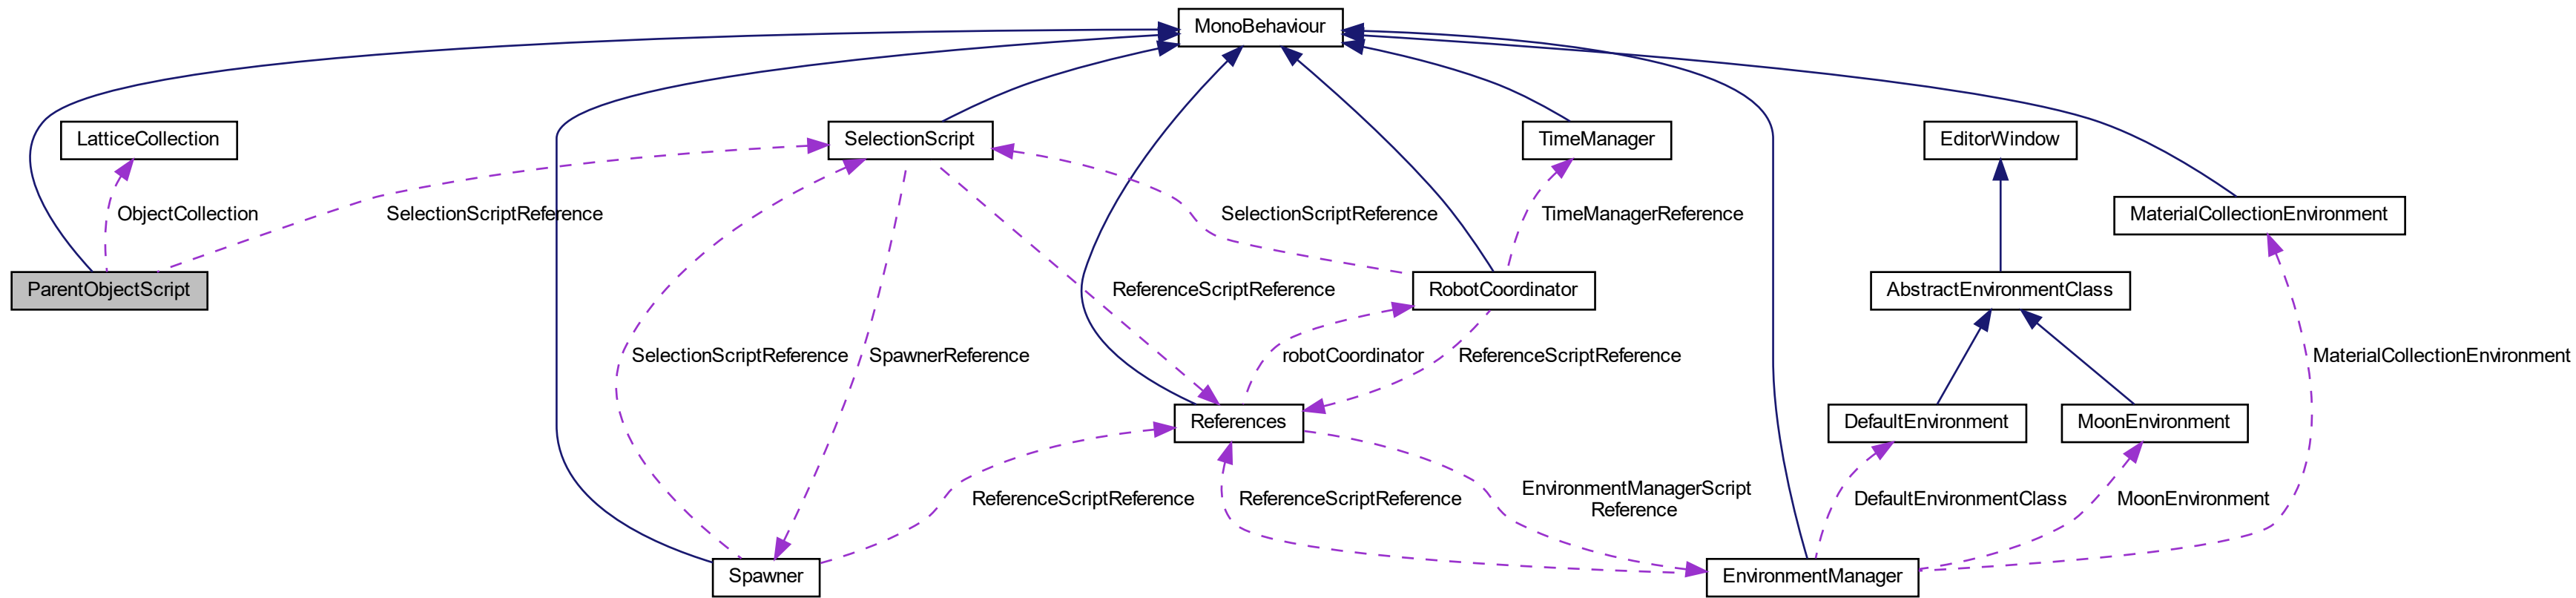 MonoBehaviour
LatticeCollection
SelectionScript
TimeManager
EditorWindow
ObjectCollection
SelectionScriptReference
SelectionScriptReference
TimeManagerReference
MaterialCollectionEnvironment
ParentObjectScript
ReferenceScriptReference
RobotCoordinator
AbstractEnvironmentClass
SelectionScriptReference
SpawnerReference
robotCoordinator
ReferenceScriptReference
MaterialCollectionEnvironment
References
DefaultEnvironment
MoonEnvironment
ReferenceScriptReference
ReferenceScriptReference
EnvironmentManagerScript
Reference
DefaultEnvironmentClass
MoonEnvironment
Spawner
EnvironmentManager